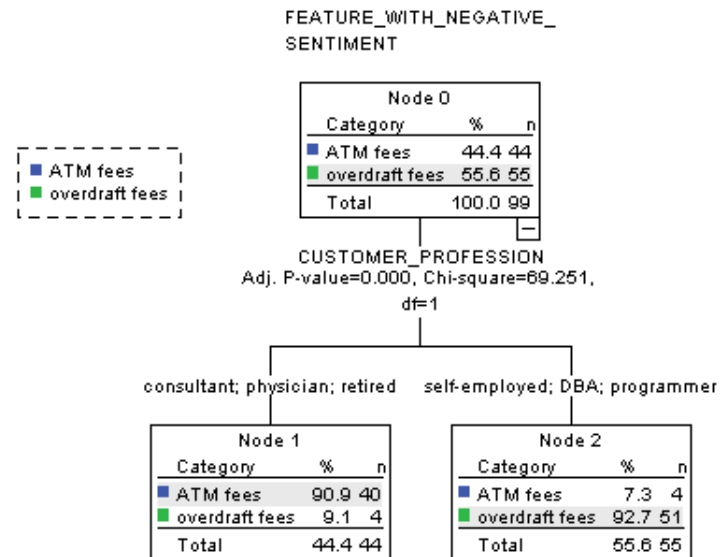 FEATURE_WITH_NEGATIVE_
SENTIMENT
Node 0
Category % n
ATM fees 44.4 44
overdraft fees 55.6 55
Total 100.0 99
ATM fees
overdraft fees
CUSTOMER_PROFESSION
Adj. P-value=0.000, Chi-square=69.251,
df=1
consultant; physician; retired
self-employed; DBA; programmer
Node 1
Category % n
ATM fees 90.9 40
overdraft fees 9.1 4
Total 44.4 44
Node 2
Category % n
ATM fees 7.3 4
overdraft fees 92.7 51
Total 55.6 55